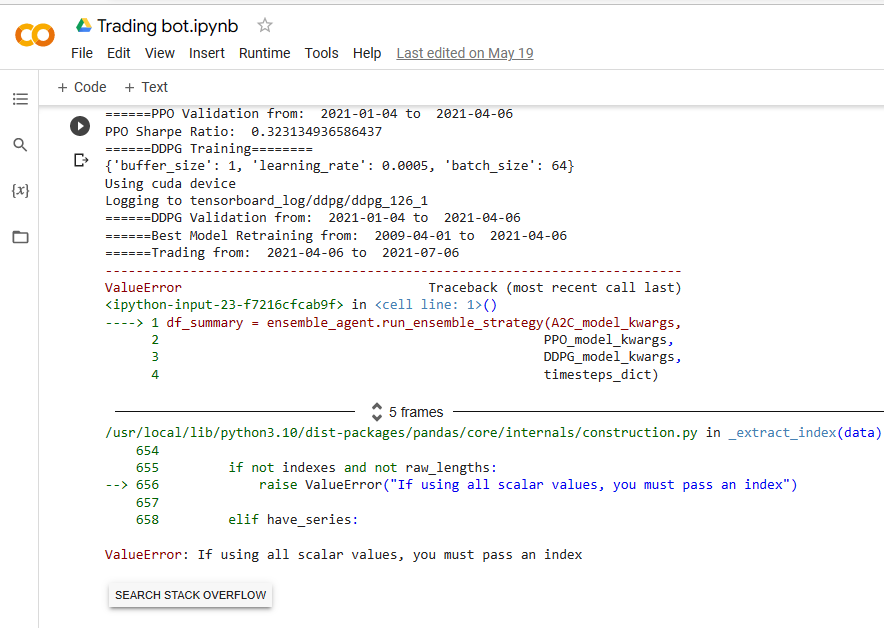 Trading bot.ipynb
File Edit View Insert Runtime Tools Help Last edited on May 19
+ Code + Text
======PPO Validation from:  2021-01-04 to  2021-04-06
PPO Sharpe Ratio:  0.323134936586437
======DDPG Training========
{'buffer_size': 1, 'learning_rate': 0.0005, 'batch_size': 64}
Using cuda device
{x}
Logging to tensorboard_log/ddpg/ddpg_126_1
======DDPG Validation from:  2021-01-04 to  2021-04-06
======Best Model Retraining from:  2009-04-01 to  2021-04-06
======Trading from:  2021-04-06 to  2021-07-06
---------------------------------------------------------------------------
ValueError                                Traceback (most recent call last)
<ipython-input-23-f7216cfcab9f> in <cell line: 1>()
----> 1 df_summary = ensemble_agent.run_ensemble_strategy(A2C_model_kwargs,
      2                                                  PPO_model_kwargs,
      3                                                  DDPG_model_kwargs,
      4                                                  timesteps_dict)
5 frames
/usr/local/lib/python3.10/dist-packages/pandas/core/internals/construction.py in _extract_index(data)
    654
    655         if not indexes and not raw_lengths:
--> 656             raise ValueError("If using all scalar values, you must pass an index")
    657
    658         elif have_series:
ValueError: If using all scalar values, you must pass an index
SEARCH STACK OVERFLOW